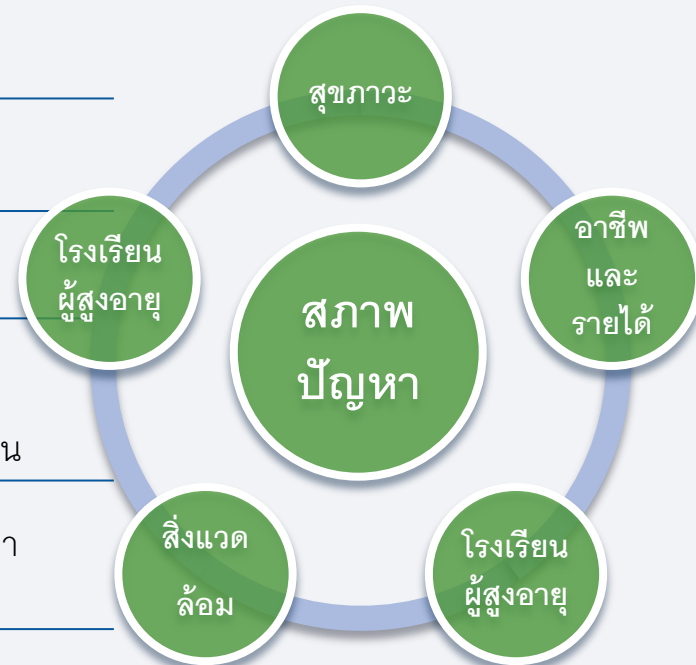 สุขภาวะ
อาชีพ
และ
รายได้
โรงเรียน
ผู้สูงอายุ
สิ่งแวด
ล้อม
โรงเรียน
ผู้สูงอายุ
สภาพ
ปัญหา